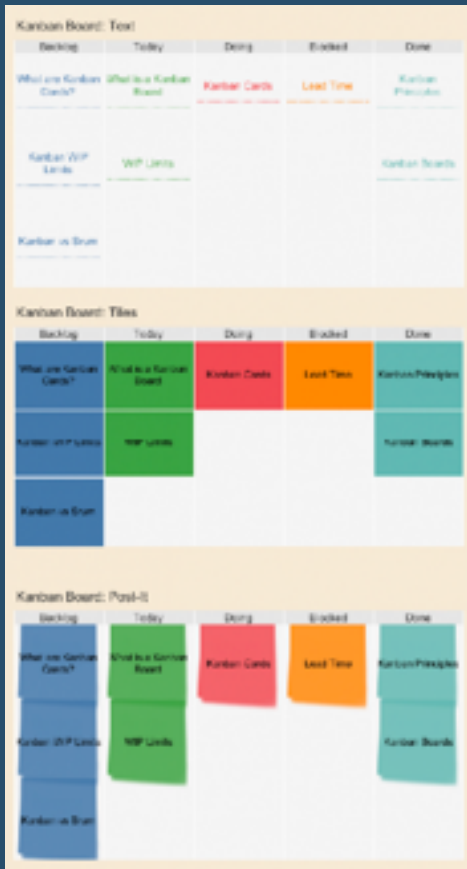 Kanban Board: Text
Backlog Today Doing Blocked Done
What are Kanban Cards?
What is a Kanban Board
Kanban Cards
Lead Time
Kanban Principles
Kanban WIP Limits
WIP Limits
Kanban Boards
Kanban vs
Kanban Board: Tiles
Backlog Today Doing Blocked Done
What are Kanban Cards?
What is a Kanban Board
Kanban Cards
Lead Time
Kanban Principles
Kanban WIP Limits
WIP Limits
Kanban Boards
Kanban vs
Kanban Board: Post-It
Backlog Today Doing Blocked Done
What are Kanban Cards?
What is a Kanban Board
Kanban Cards
Lead Time
Kanban Principles
Kanban WIP Limits
WIP Limits
Kanban Boards
Kanban vs